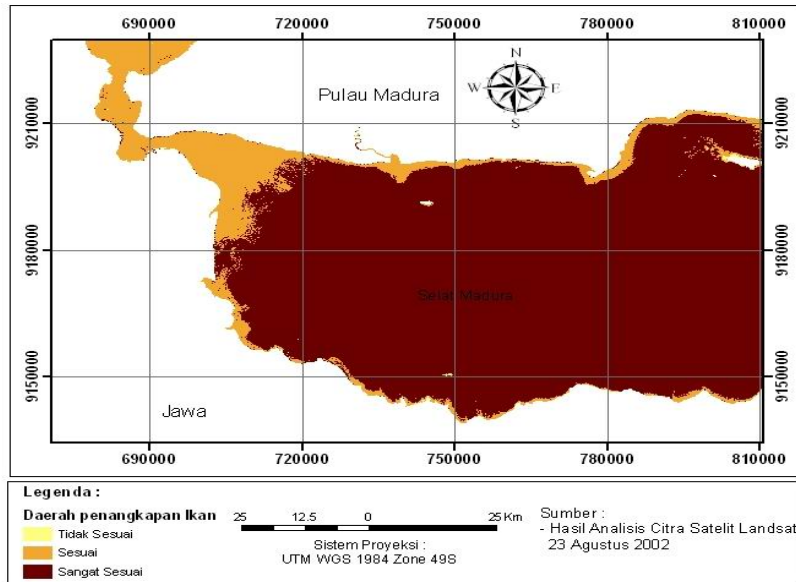 690000 720000 750000 780000 810000
N
W E
S
Pulau Madura
9210000 9210000
9180000 9180000
Selat Madura
9150000 9150000
Jawa
690000 720000 750000 780000 810000
Legenda :
Daerah penangkapan Ikan
Tidak Sesuai
Sesuai
Sangat Sesuai
25 12.5 0 25 Km
Sistem Proyeksi :
UTM WGS 1984 Zone 49S
Sumber :
- Hasil Analisis Citra Satelit Landsat
23 Agustus 2002